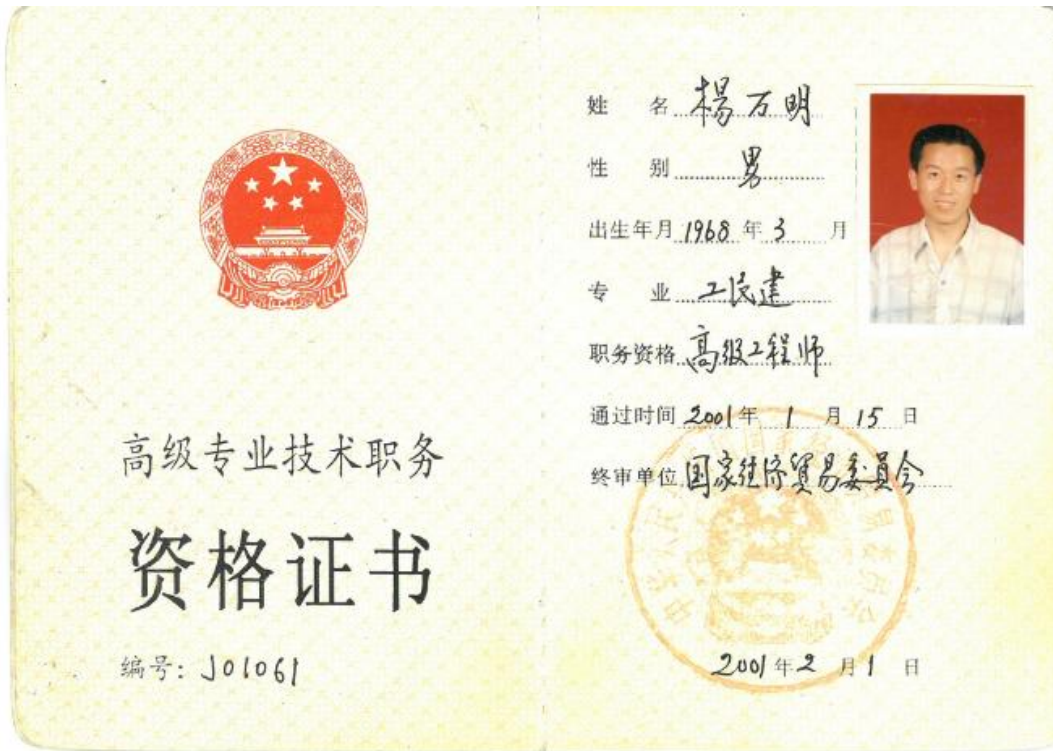 高级专业技术职务
资格证书
编号: J01061
姓 名 楊万明
性 别 男
出生年月 1968 年 3 月
专 业 工民建
职务资格 高级工程师
通过时间 2001 年 1 月 15 日
终审单位 国家经济贸易委員会
2001 年 2 月 1 日